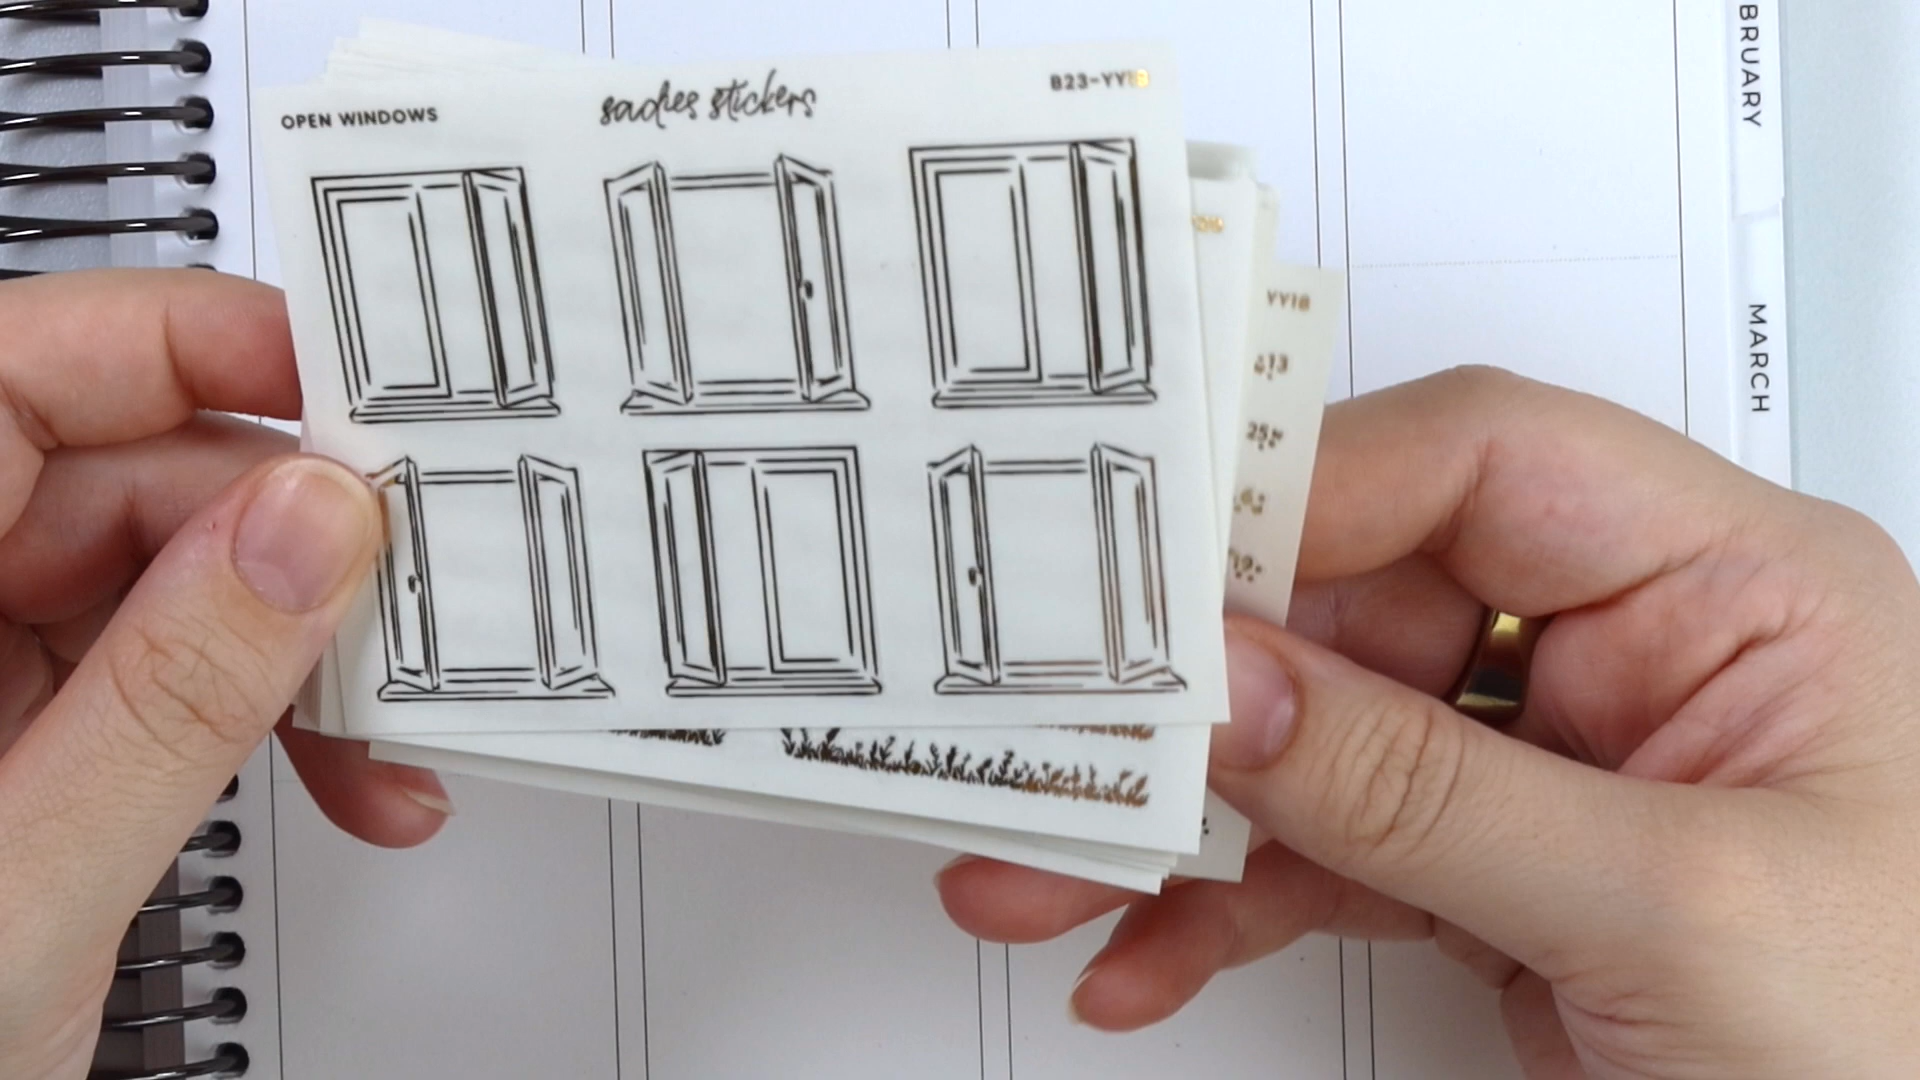 OPEN WINDOWS
sadies stickers
B23-YY18
YY18
BRUARY
MARCH